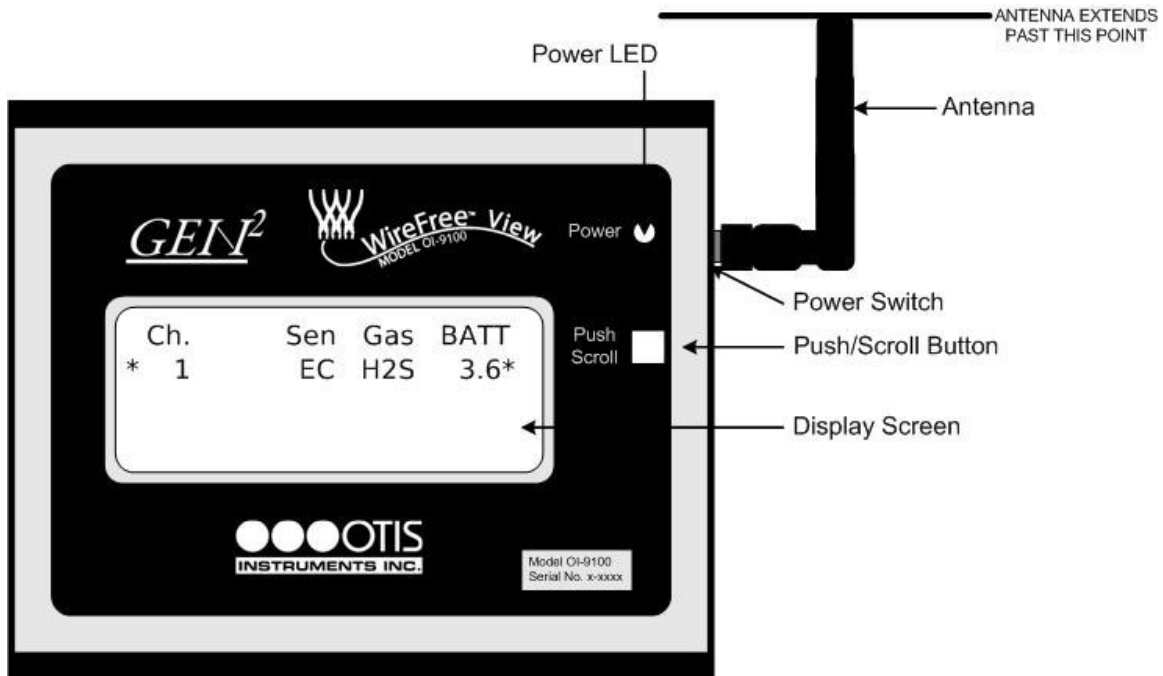 ANTENNA EXTENDS
PAST THIS POINT
Power LED
Antenna
GEN²
WireFree™ View
MODEL OI-9100
Power
Power Switch
Ch. Sen Gas BATT
* 1 EC H2S 3.6*
Push
Scroll
Push/Scroll Button
Display Screen
OTIS
INSTRUMENTS INC.
Model OI-9100
Serial No. x-xxxx